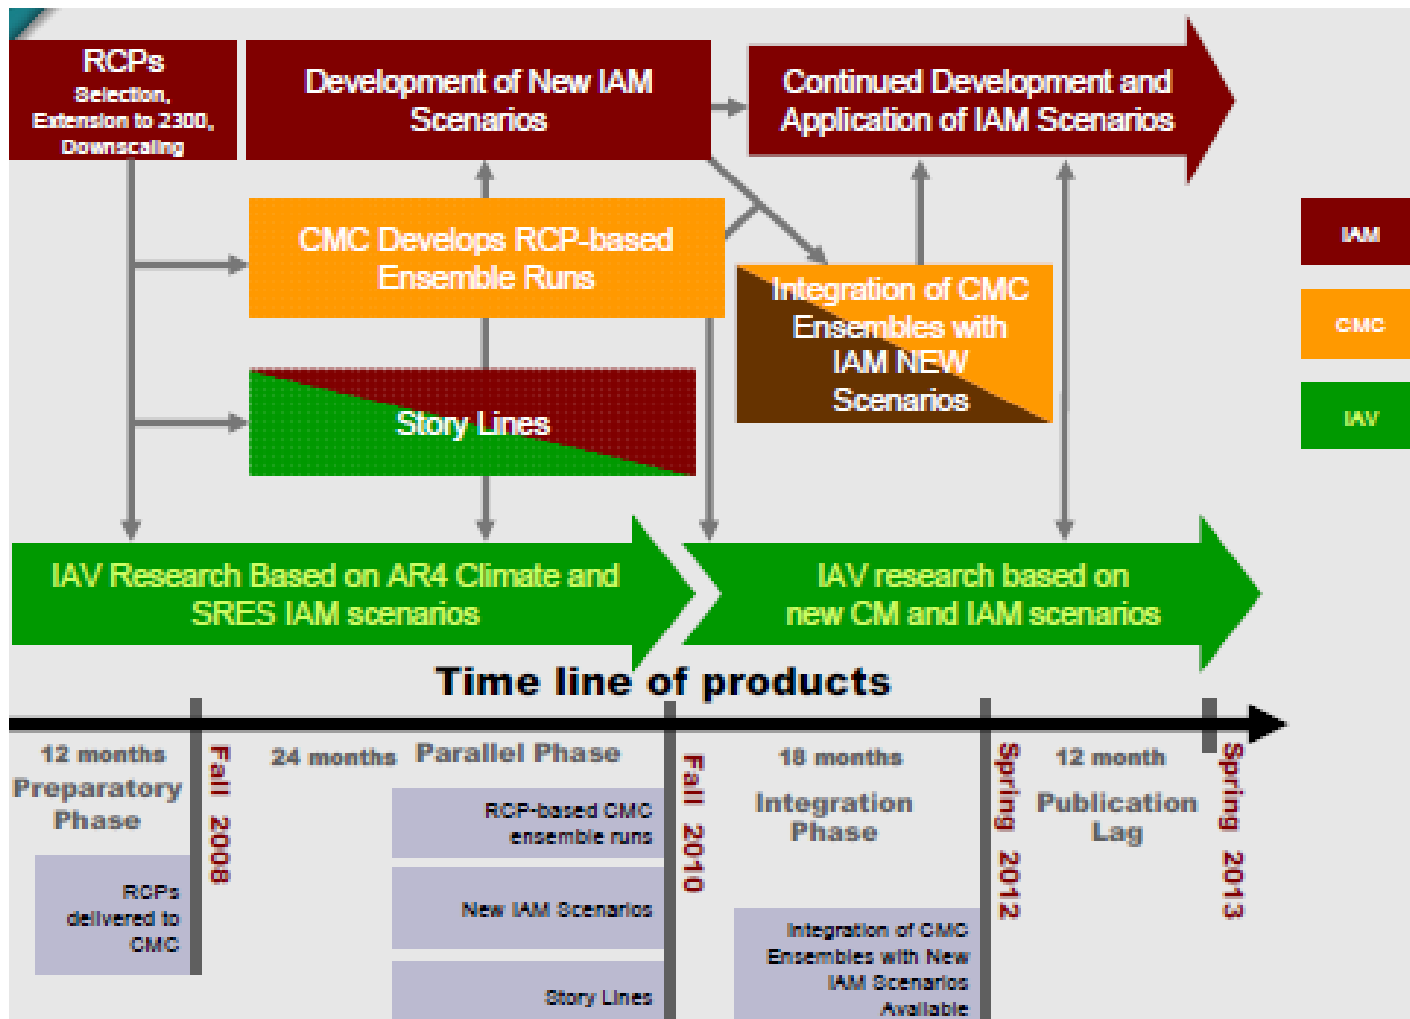 RCPs
Selection,
Extension to 2300,
Downscaling
Development of New IAM
Scenarios
Continued Development and
Application of IAM Scenarios
CMC Develops RCP-based
Ensemble Runs
Integration of CMC
Ensembles with
IAM NEW
Scenarios
IAM
CMC
IAV
Story Lines
IAV Research Based on AR4 Climate and
SRES IAM scenarios
IAV research based on
new CM and IAM scenarios
Time line of products
12 months
Preparatory
Phase
RCPs
delivered to
CMC
Fall 2008
24 months
Parallel Phase
RCP-based CMC
ensemble runs
New IAM Scenarios
Story Lines
Fall 2010
18 months
Integration
Phase
Integration of CMC
Ensembles with New
IAM Scenarios
Available
Spring 2012
12 month
Publication
Lag
Spring 2013